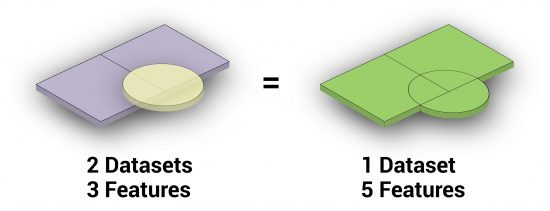 =
2 Datasets
3 Features
1 Dataset
5 Features